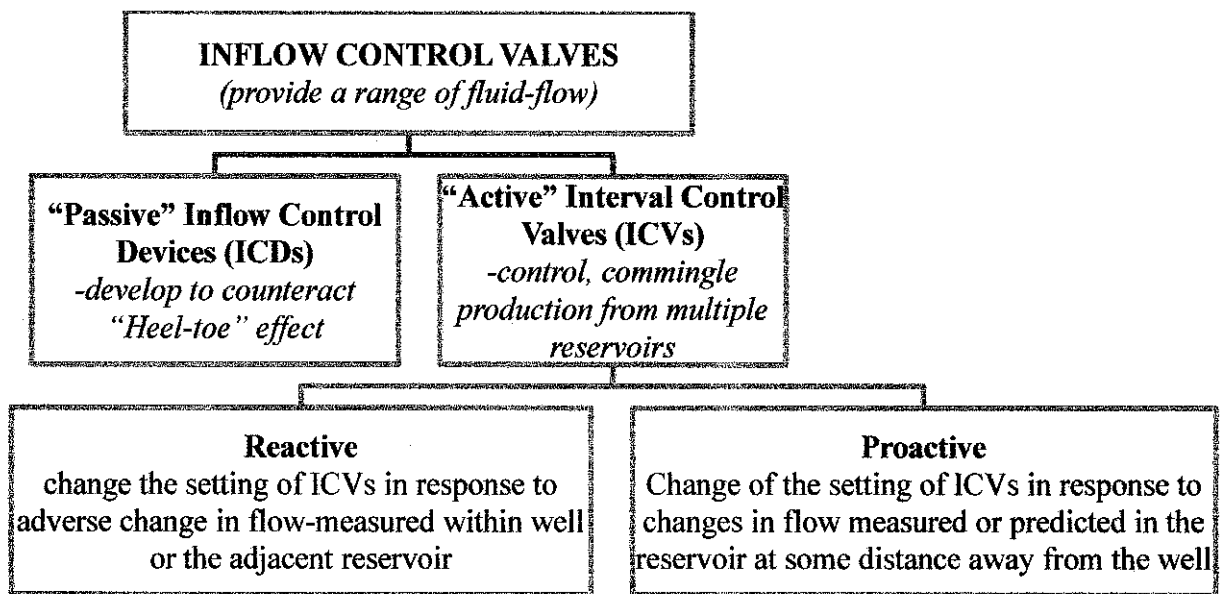 INFLOW CONTROL VALVES
(provide a range of fluid-flow)
“Passive” Inflow Control
Devices (ICDs)
-develop to counteract
“Heel-toe” effect
“Active” Interval Control
Valves (ICVs)
-control, commingle
production from multiple
reservoirs
Reactive
change the setting of ICVs in response to
adverse change in flow-measured within well
or the adjacent reservoir
Proactive
Change of the setting of ICVs in response to
changes in flow measured or predicted in the
reservoir at some distance away from the well